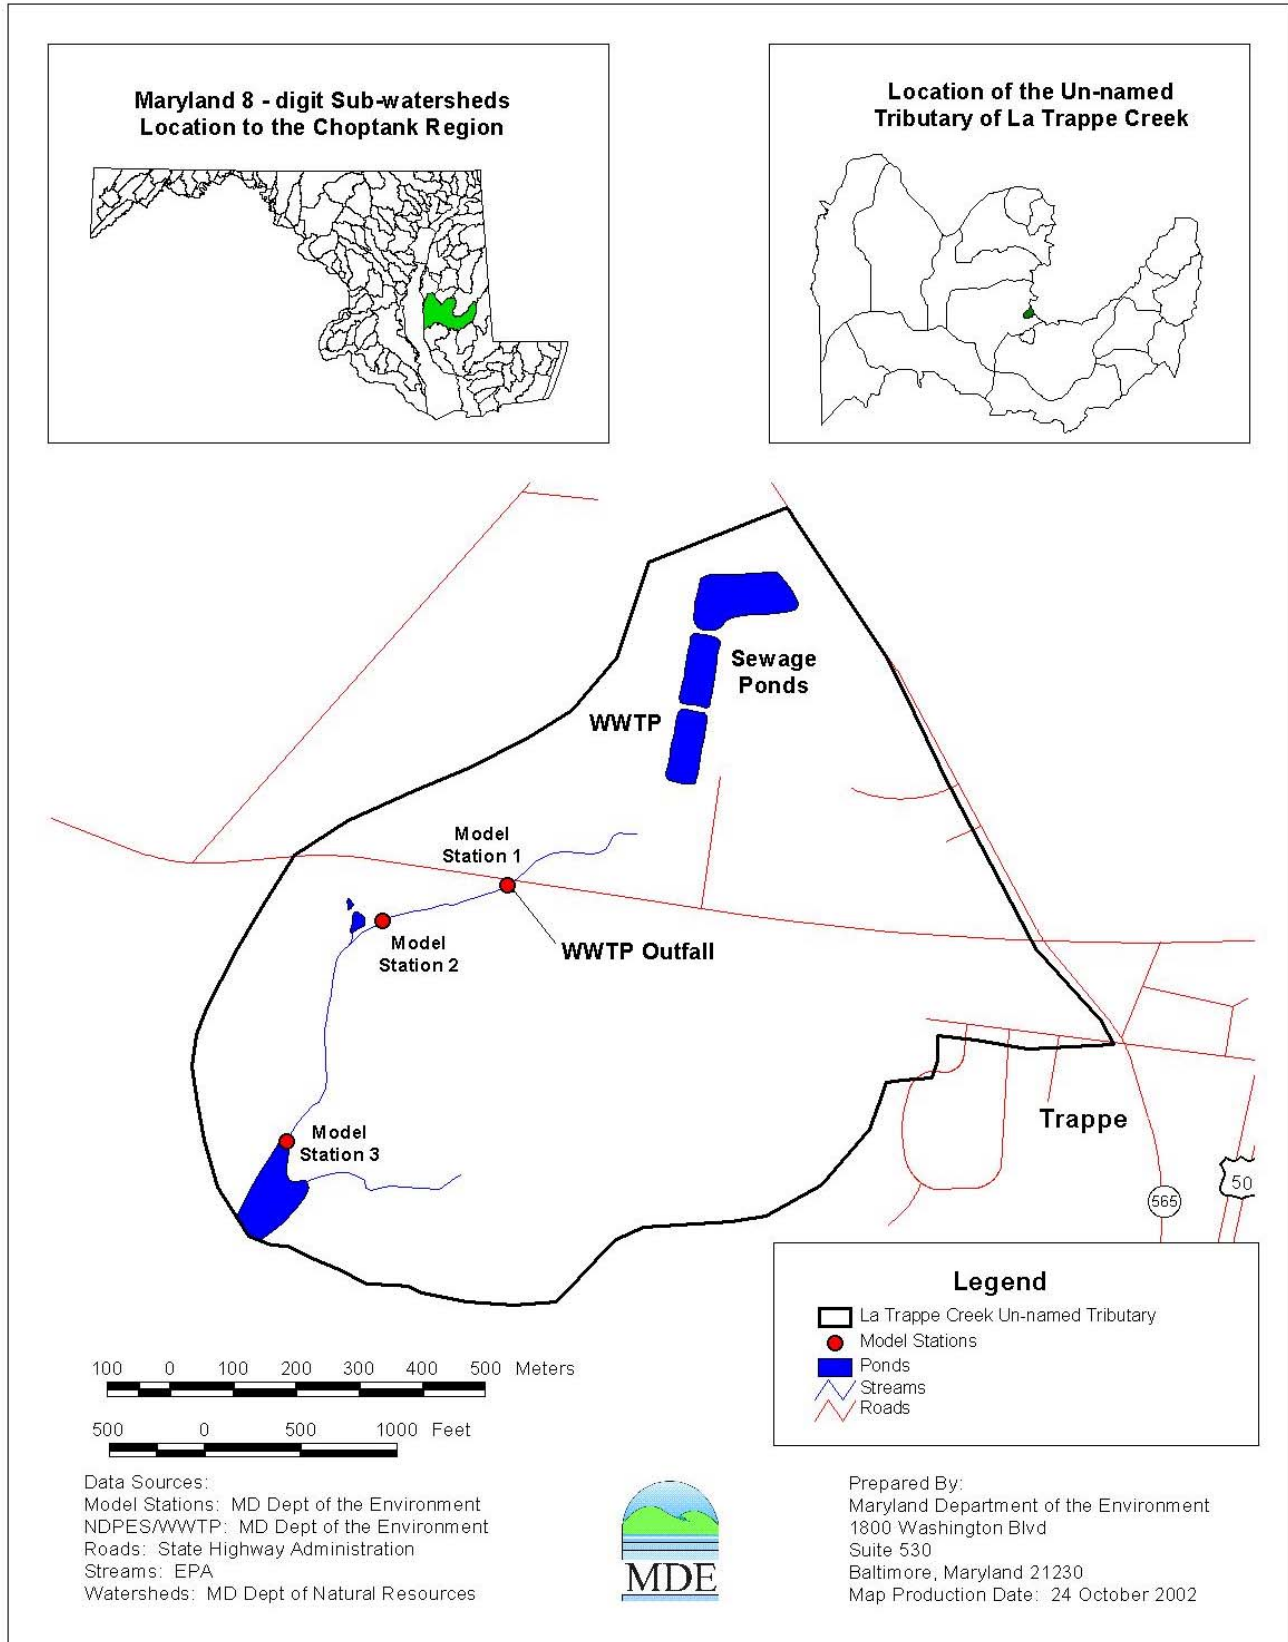 Maryland 8 - digit Sub-watersheds
Location to the Choptank Region
Location of the Un-named
Tributary of La Trappe Creek
Sewage
Ponds
WWTP
Model
Station 1
Model
Station 2
WWTP Outfall
Model
Station 3
Trappe
50
565
Legend
La Trappe Creek Un-named Tributary
Model Stations
Ponds
Streams
Roads
100 0 100 200 300 400 500 Meters
500 0 500 1000 Feet
Data Sources:
Model Stations: MD Dept of the Environment
NDPES/WWTP: MD Dept of the Environment
Roads: State Highway Administration
Streams: EPA
Watersheds: MD Dept of Natural Resources
MDE
Prepared By:
Maryland Department of the Environment
1800 Washington Blvd
Suite 530
Baltimore, Maryland 21230
Map Production Date: 24 October 2002